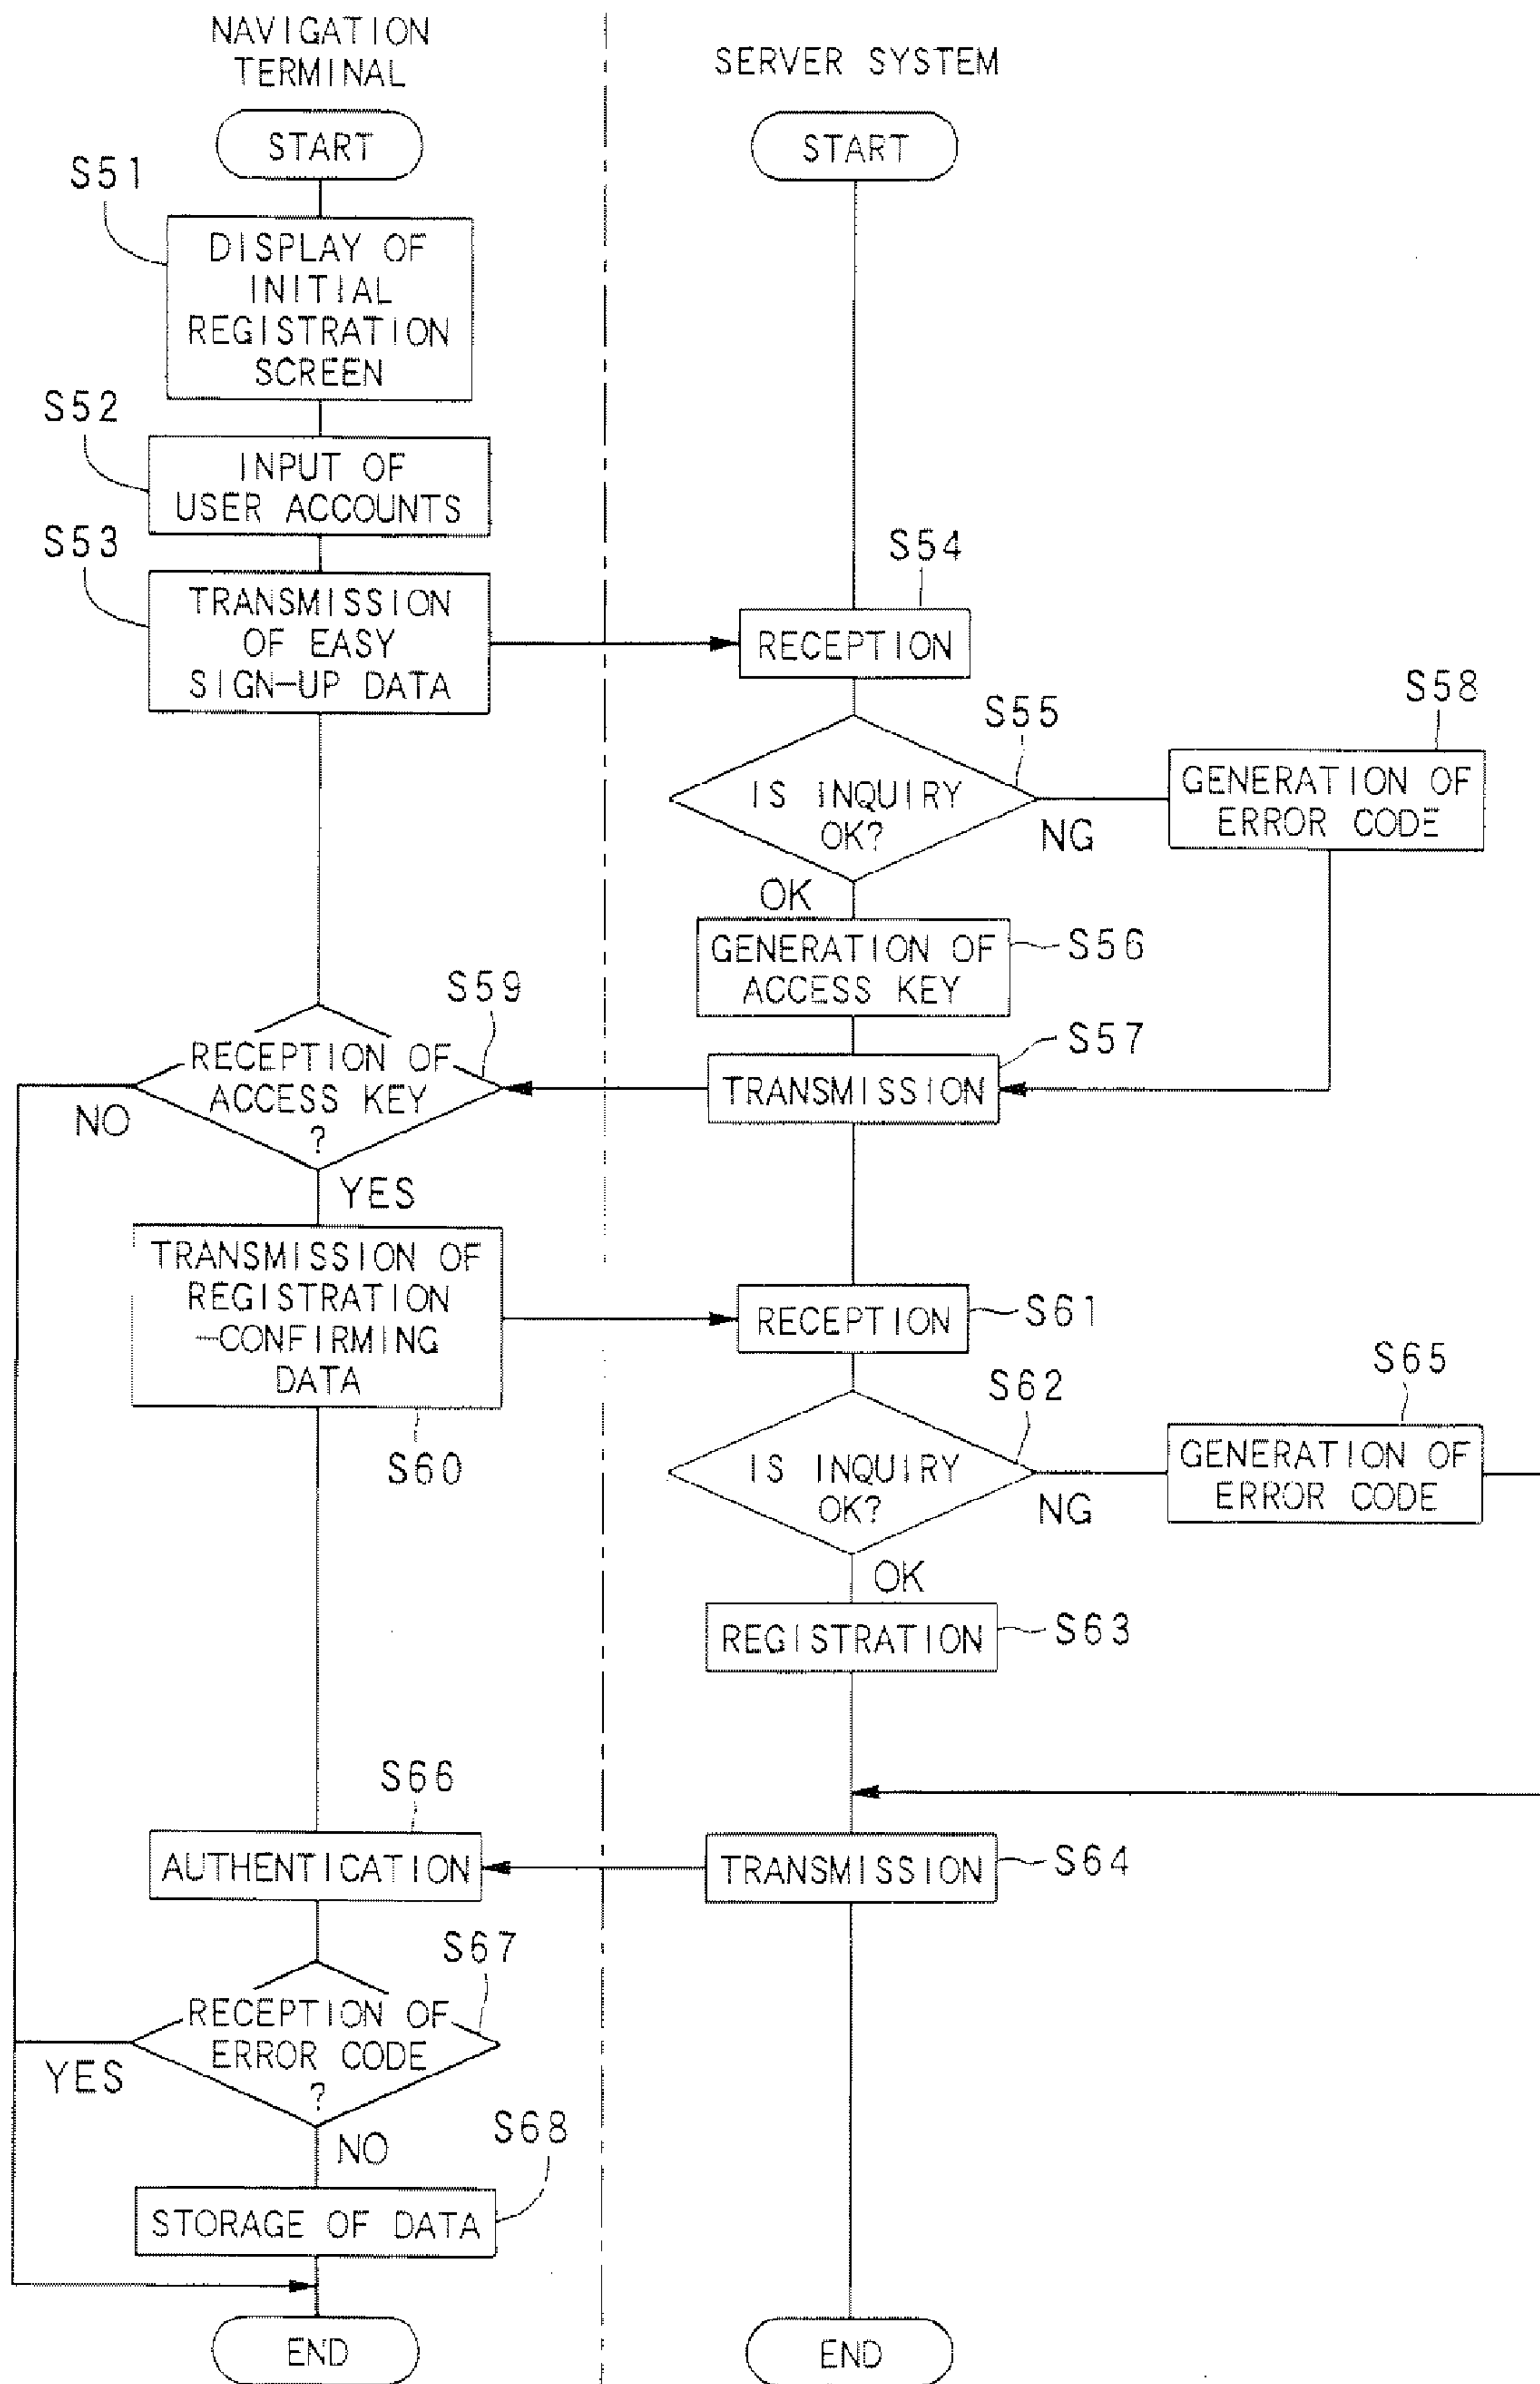 NAVIGATION
TERMINAL
SERVER SYSTEM
START
START
S51
DISPLAY OF
INITIAL
REGISTRATION
SCREEN
S52
INPUT OF
USER ACCOUNTS
S53
TRANSMISSION
OF EASY
SIGN-UP DATA
S54
RECEPTION
S55
IS INQUIRY
OK?
NG
S58
GENERATION OF
ERROR CODE
OK
GENERATION OF
ACCESS KEY
S56
S59
RECEPTION OF
ACCESS KEY
?
NO
YES
TRANSMISSION
S57
TRANSMISSION OF
REGISTRATION
-CONFIRMING
DATA
S60
RECEPTION
S61
S62
IS INQUIRY
OK?
NG
S65
GENERATION OF
ERROR CODE
OK
REGISTRATION
S63
S66
AUTHENTICATION
TRANSMISSION
S64
S67
RECEPTION OF
ERROR CODE
?
YES
NO
S68
STORAGE OF DATA
END
END